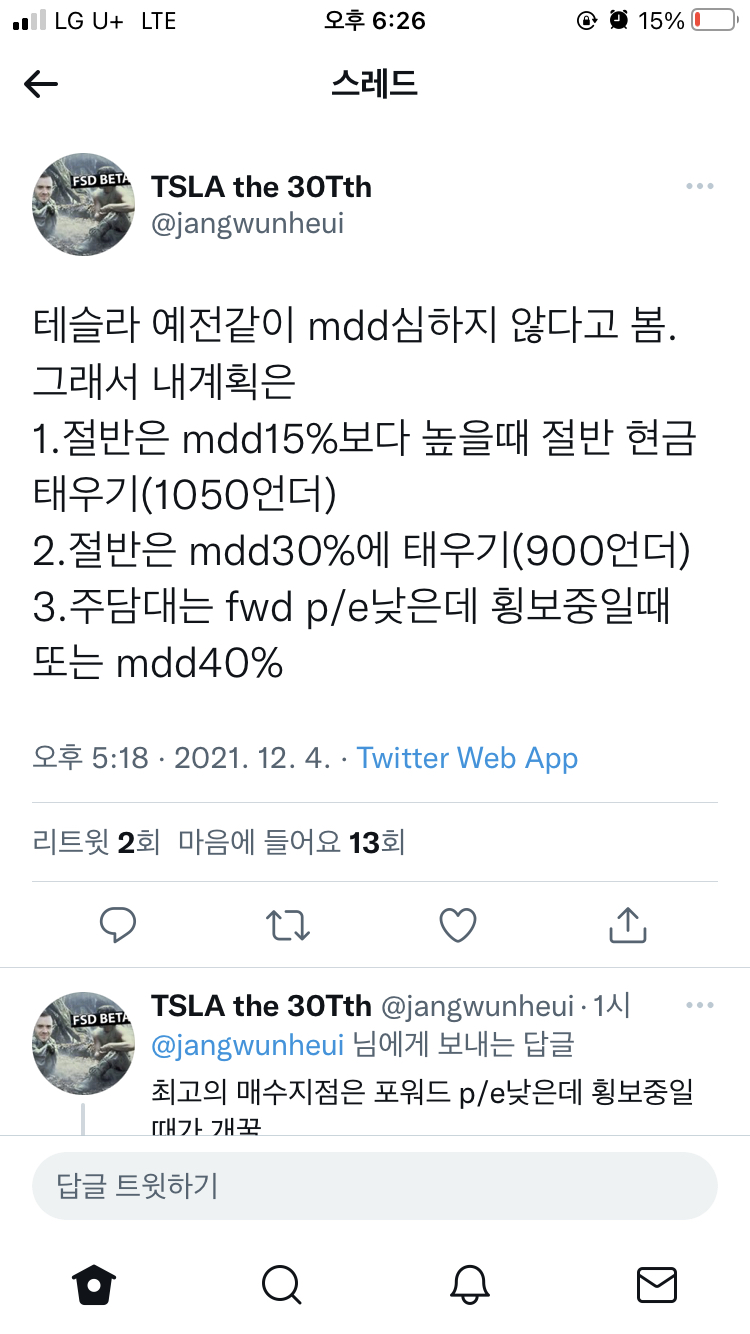 LG U+ LTE 오후 6:26 15%
스레드
FSD BETA
TSLA the 30Tth
@jangwunheui
테슬라 예전같이 mdd심하지 않다고 봄.
그래서 내계획은
1.절반은 mdd15%보다 높을때 절반 현금
태우기(1050언더)
2.절반은 mdd30%에 태우기(900언더)
3.주담대는 fwd p/e낮은데 횡보중일때
또는 mdd40%
오후 5:18 · 2021. 12. 4. · Twitter Web App
리트윗 2회 마음에 들어요 13회
FSD BETA
TSLA the 30Tth @jangwunheui · 1시
@jangwunheui 님에게 보내는 답글
최고의 매수지점은 포워드 p/e낮은데 횡보중일
때가 개꿀
답글 트윗하기